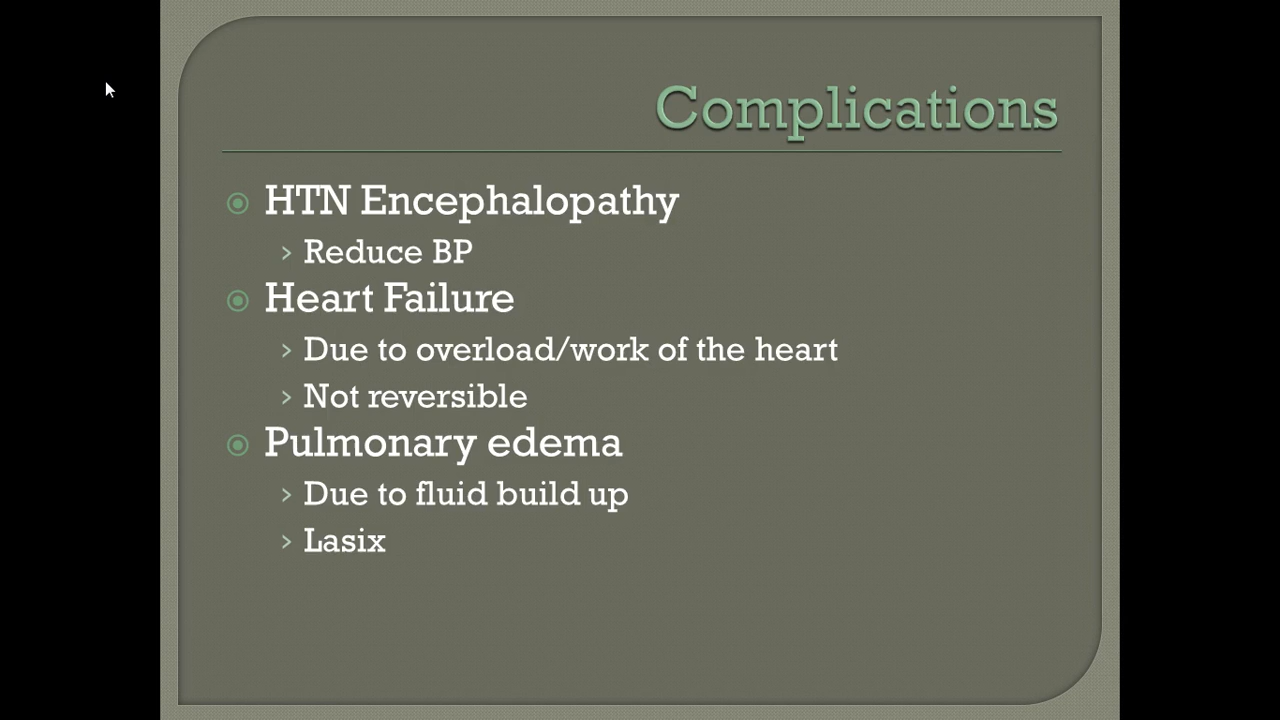 Complications
HTN Encephalopathy
Reduce BP
Heart Failure
Due to overload/work of the heart
Not reversible
Pulmonary edema
Due to fluid build up
Lasix